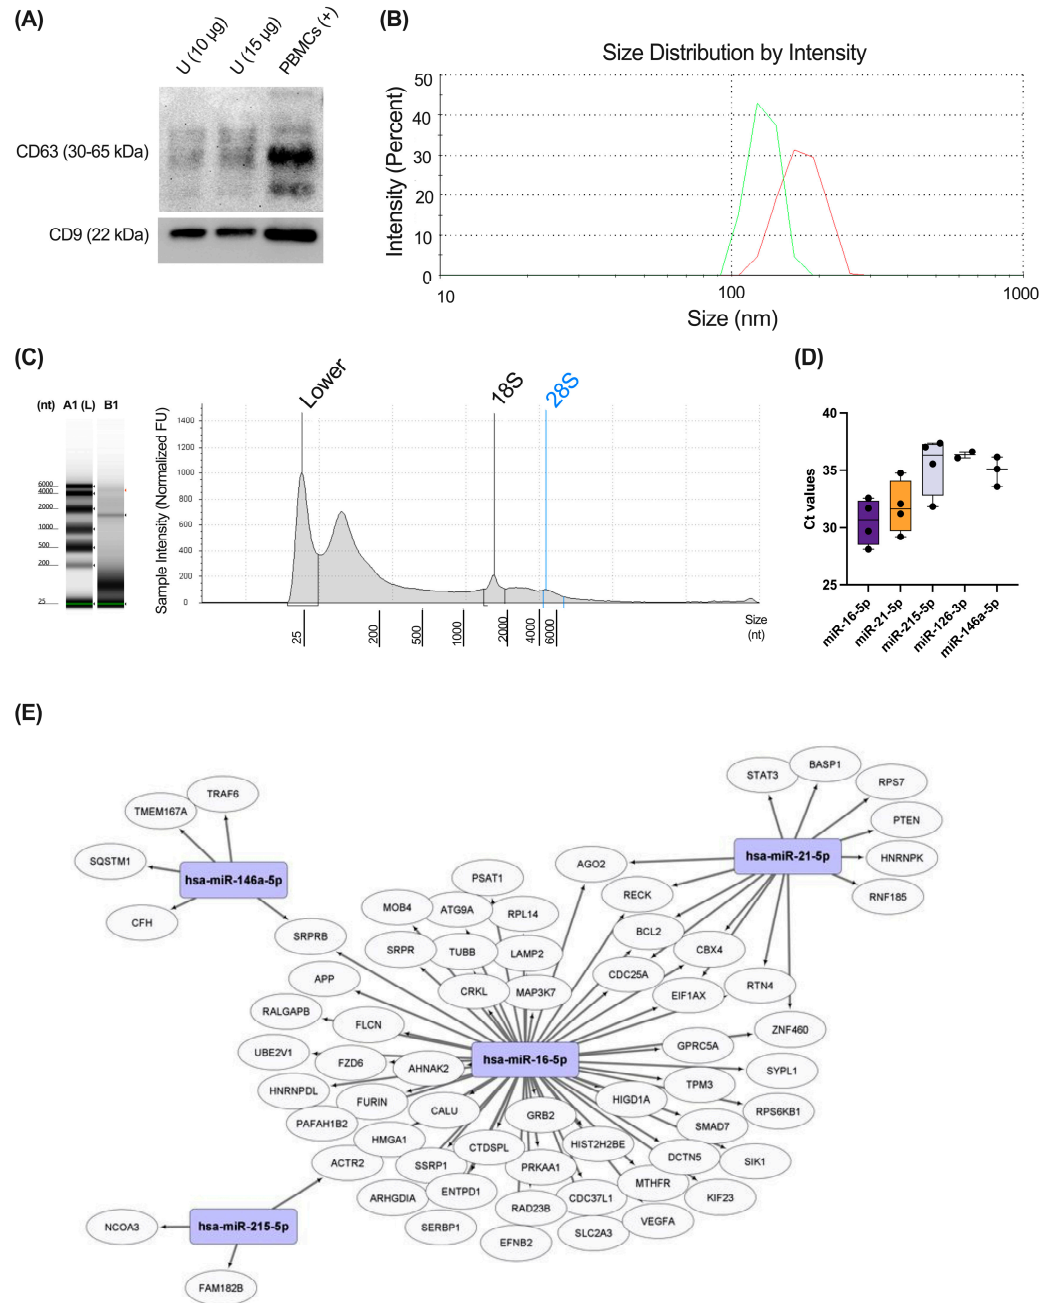 (A)
U (10 µg)
U (15 µg)
PBMCs (+)
CD63 (30-65 kDa)
CD9 (22 kDa)
(B)
Size Distribution by Intensity
Intensity (Percent)
50
40
30
20
10
0
10
100
1000
Size (nm)
(C)
(nt) A1 (L) B1
6000
4000
2000
1000
500
200
25
Sample Intensity (Normalized FU)
1400
1200
1000
800
600
400
200
0
Lower
18S
28S
25
200
500
1000
2000
4000
6000
Size
(nt)
(D)
Ct values
40
35
30
25
miR-16-5p
miR-21-5p
miR-215-5p
miR-126-3p
miR-146a-5p
(E)
STAT3
BASP1
RPS7
TRAF6
TMEM167A
PTEN
SQSTM1
hsa-miR-146a-5p
AGO2
hsa-miR-21-5p
HNRNPK
PSAT1
RECK
RNF185
CFH
MOB4
ATG9A
RPL14
SRPRB
BCL2
SRPR
TUBB
LAMP2
CBX4
APP
CRKL
MAP3K7
CDC25A
EIF1AX
RTN4
RALGAPB
FLCN
ZNF460
UBE2V1
FZD6
AHNAK2
hsa-miR-16-5p
GPRC5A
SYPL1
HNRNPDL
FURIN
CALU
GRB2
HIGD1A
TPM3
RPS6KB1
PAFAH1B2
HMGA1
CTDSPL
HIST2H2BE
SMAD7
ACTR2
SSRP1
PRKAA1
DCTN5
SIK1
ARHGDIA
ENTPD1
RAD23B
CDC37L1
MTHFR
KIF23
SERBP1
EFNB2
SLC2A3
VEGFA
NCOA3
hsa-miR-215-5p
FAM182B